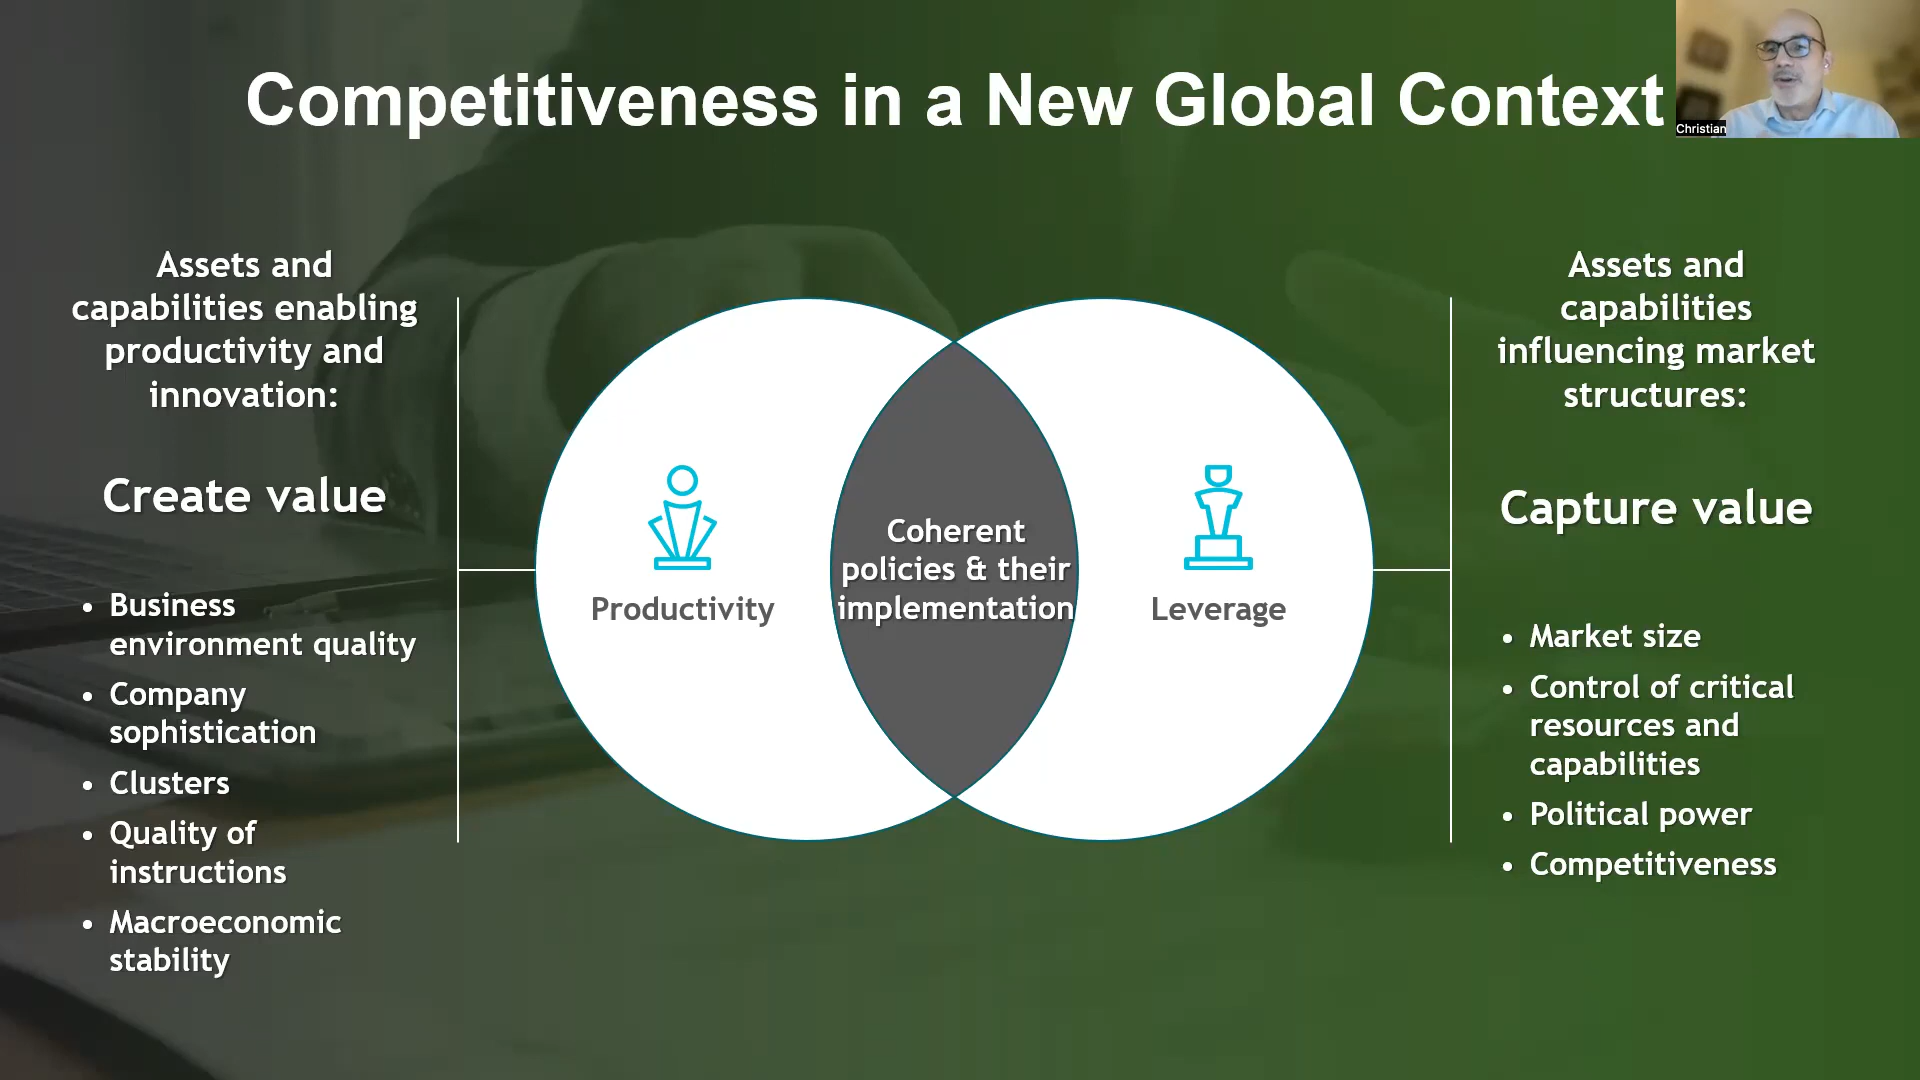 Competitiveness in a New Global Context
Christian
Assets and
capabilities enabling
productivity and
innovation:
Create value
• Business
environment quality
• Company
sophistication
• Clusters
• Quality of
instructions
• Macroeconomic
stability
Productivity
Coherent
policies & their
implementation
Leverage
Assets and
capabilities
influencing market
structures:
Capture value
• Market size
• Control of critical
resources and
capabilities
• Political power
• Competitiveness